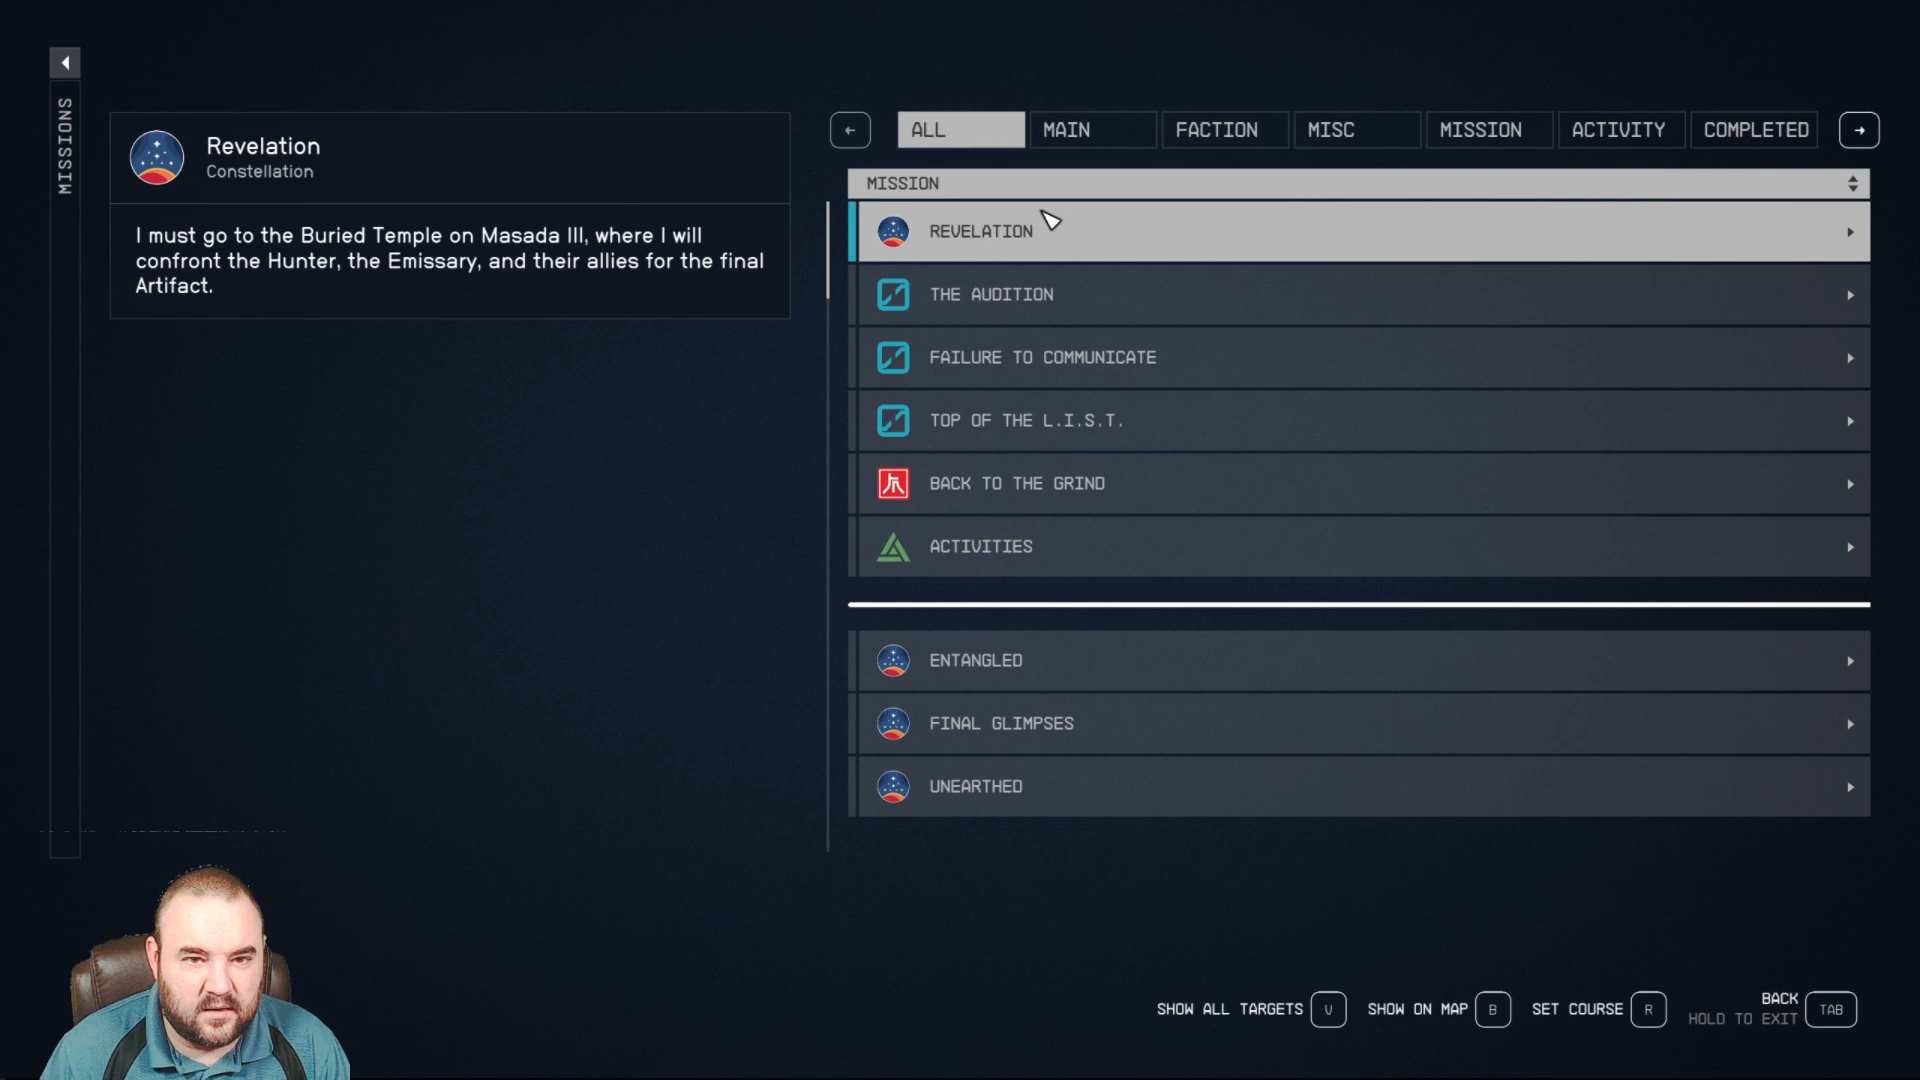 MISSIONS
Revelation
Constellation
I must go to the Buried Temple on Masada III, where I will
confront the Hunter, the Emissary, and their allies for the final
Artifact.
ALL
MAIN
FACTION
MISC
MISSION
ACTIVITY
COMPLETED
MISSION
REVELATION
THE AUDITION
FAILURE TO COMMUNICATE
TOP OF THE L.I.S.T.
BACK TO THE GRIND
ACTIVITIES
ENTANGLED
FINAL GLIMPSES
UNEARTHED
SHOW ALL TARGETS V
SHOW ON MAP B
SET COURSE R
BACK
HOLD TO EXIT
TAB